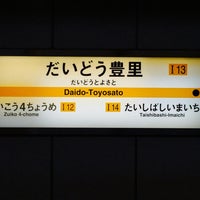 だいどう豊里 I13
だいどうとよさと
Daido-Toyosato
いこう4ちょうめ I12 I14 たいしばしいまいち
Zuiko 4-chome Taishibashi-Imaichi